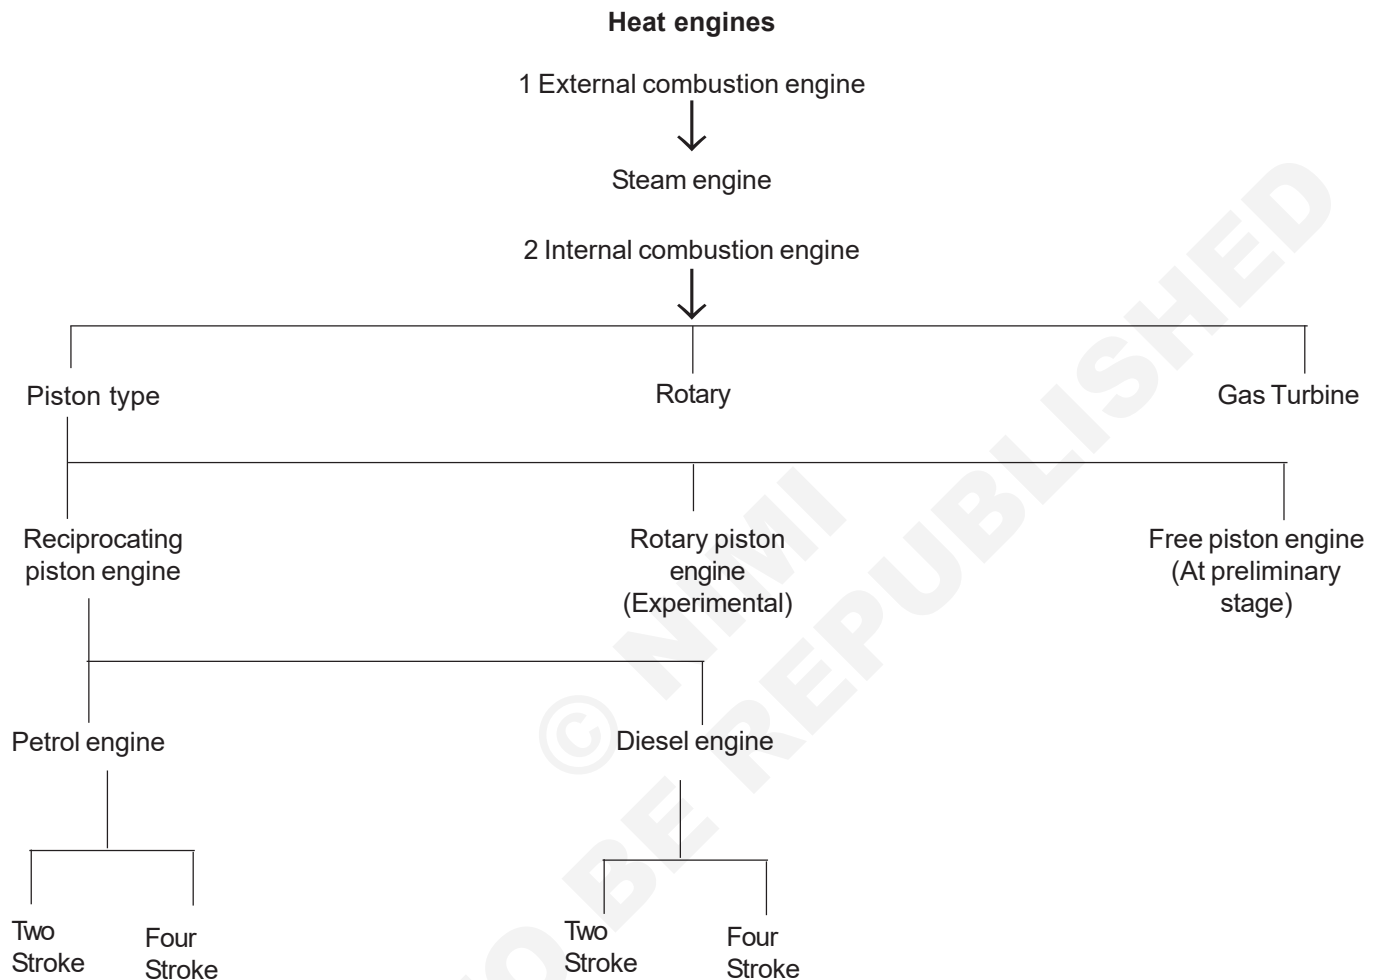 Heat engines
1 External combustion engine
Steam engine
2 Internal combustion engine
Piston type
Rotary
Gas Turbine
Reciprocating
piston engine
Rotary piston
engine
(Experimental)
Free piston engine
(At preliminary
stage)
Petrol engine
Diesel engine
Two
Stroke
Four
Stroke
Two
Stroke
Four
Stroke
© NIMI
TO BE REPUBLISHED